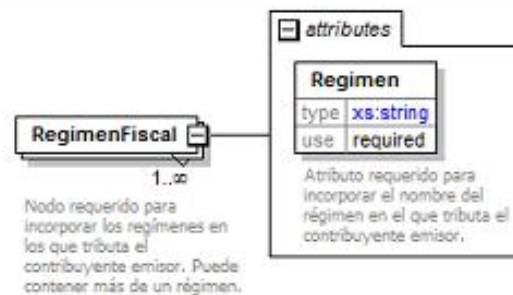 attributes
Regimen
type xs:string
use required
RegimenFiscal
1..∞
Atributo requerido para
incorporar el nombre del
régimen en el que tributa el
contribuyente emisor.
Nodo requerido para
incorporar los regímenes en
los que tributa el
contribuyente emisor. Puede
contener más de un régimen.